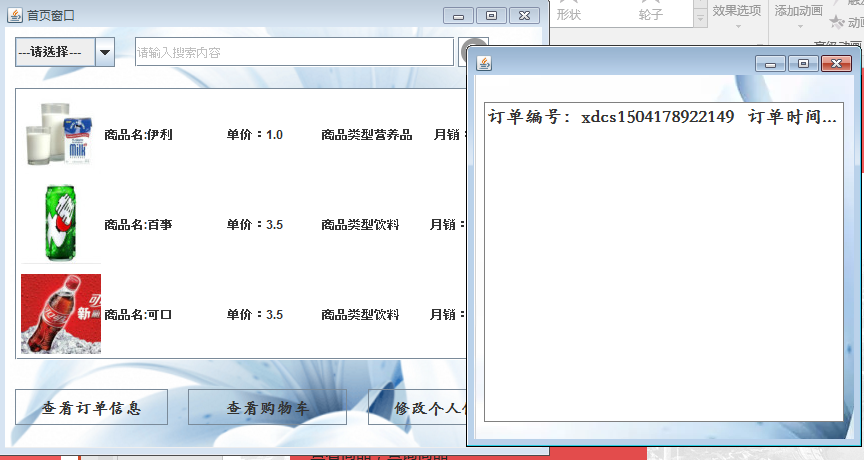 首页窗口
---请选择---
请输入搜索内容
商品名:伊利 单价：1.0 商品类型营养品 月销：
商品名:百事 单价：3.5 商品类型饮料 月销：
商品名:可口 单价：3.5 商品类型饮料 月销：
查看订单信息 查看购物车 修改个人
形状 轮子 效果选项 添加动画
订单编号: xdcs1504178922149 订单时间...